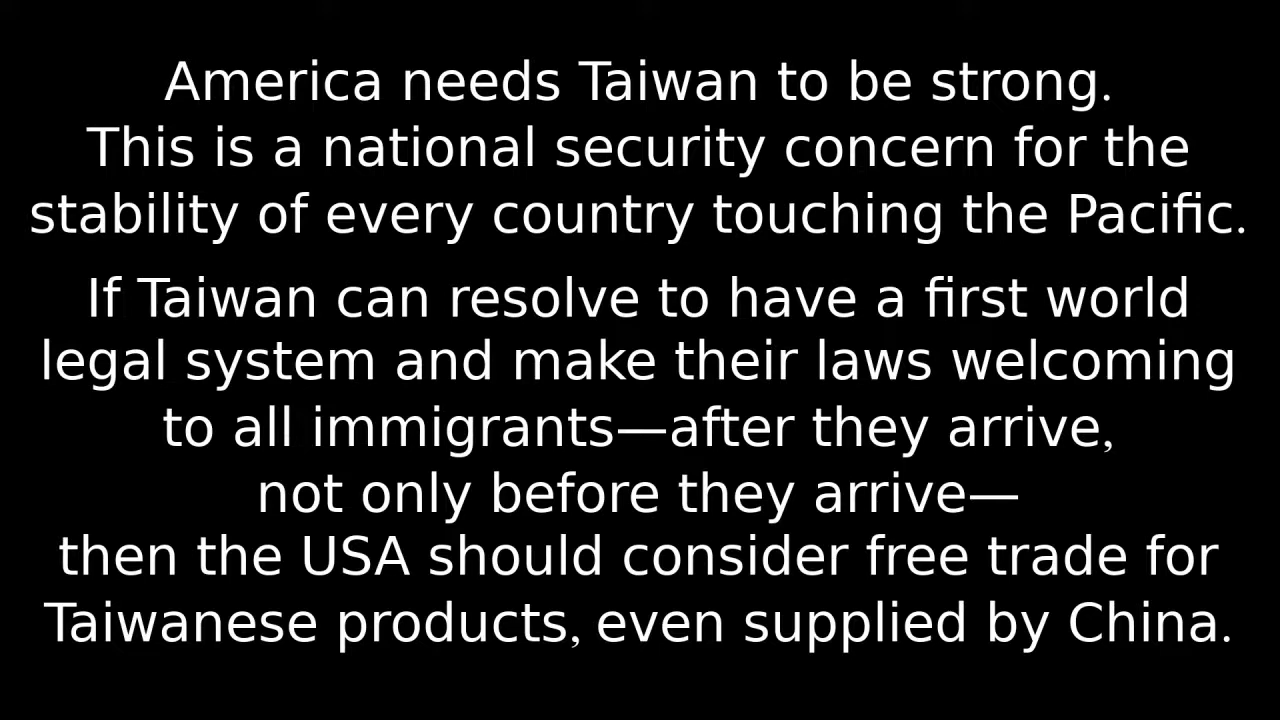 America needs Taiwan to be strong.
This is a national security concern for the
stability of every country touching the Pacific.
If Taiwan can resolve to have a first world
legal system and make their laws welcoming
to all immigrants—after they arrive,
not only before they arrive—
then the USA should consider free trade for
Taiwanese products, even supplied by China.